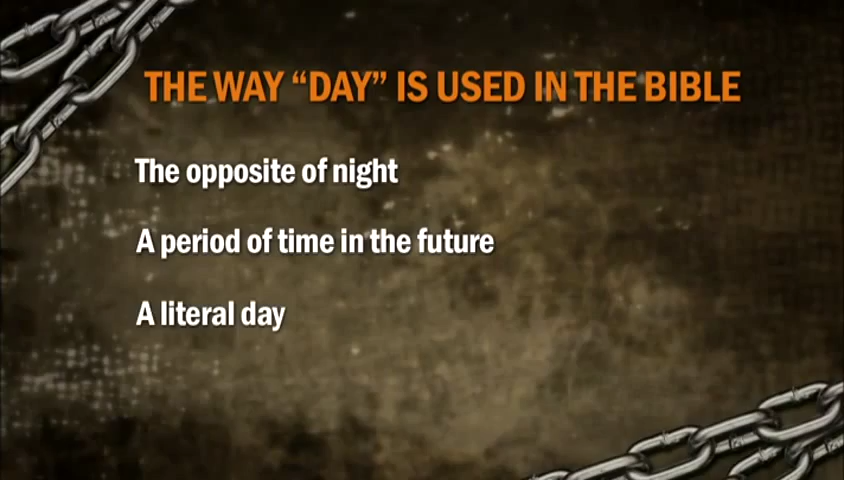 THE WAY “DAY” IS USED IN THE BIBLE
The opposite of night
A period of time in the future
A literal day